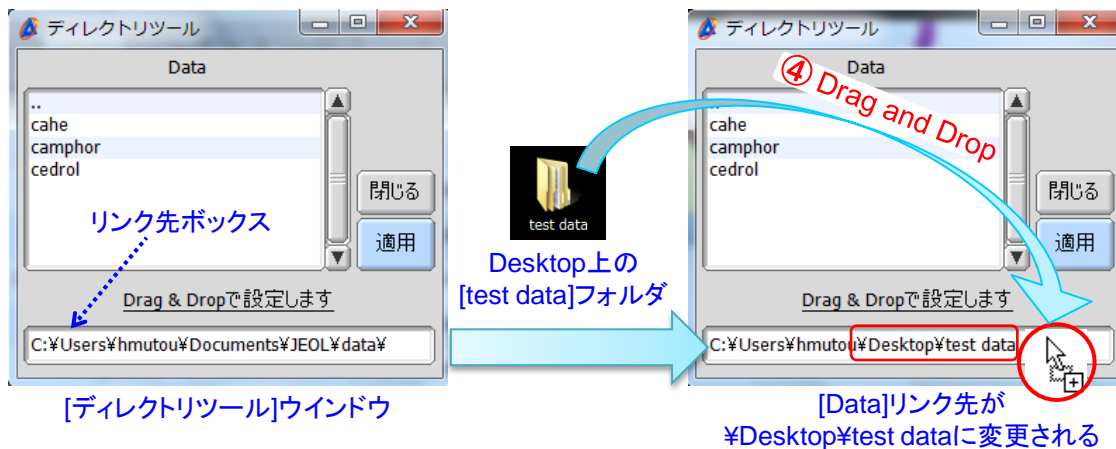 ディレクトリツール
Data
..
cahe
camphor
cedrol
閉じる
適用
リンク先ボックス
Drag & Dropで設定します
C:¥Users¥hmutou¥Documents¥JEOL¥data¥
[ディレクトリツール]ウインドウ
test data
Desktop上の
[test data]フォルダ
ディレクトリツール
Data
④ Drag and Drop
cahe
camphor
cedrol
閉じる
適用
Drag & Dropで設定します
C:¥Users¥hmutou¥Desktop¥test data
[Data]リンク先が
¥Desktop¥test dataに変更される